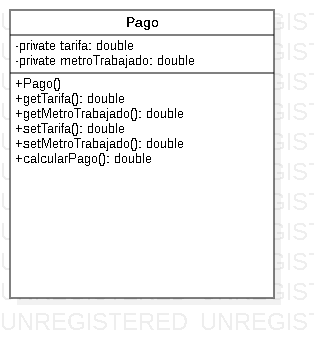 Pago
-private tarifa: double
-private metroTrabajado: double
+Pago()
+getTarifa(): double
+getMetroTrabajado(): double
+setTarifa(): double
+setMetroTrabajado(): double
+calcularPago(): double
UNREGISTERED UNREGISTERED